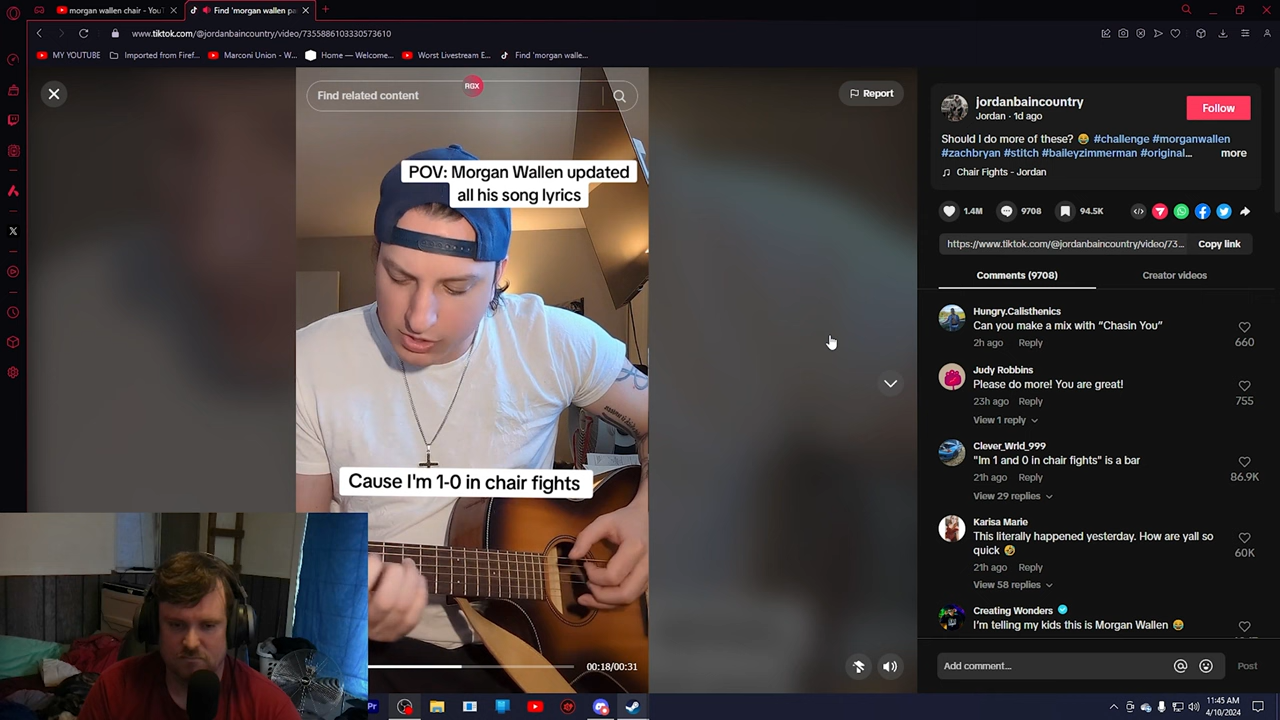 morgan wallen chair - You
Find 'morgan wallen pa
www.tiktok.com/@jordanbaincountry/video/7355886103330573610
MY YOUTUBE
Imported from Firef...
Marconi Union - W...
Home — Welcome...
Worst Livestream E...
Find 'morgan walle...
Find related content
RGX
Report
POV: Morgan Wallen updated
all his song lyrics
Cause I'm 1-0 in chair fights
00:18/00:31
jordanbaincountry
Jordan · 1d ago
Follow
Should I do more of these? 😂 #challenge #morganwallen
#zachbryan #stitch #baileyzimmerman #original...
more
Chair Fights - Jordan
1.4M
9708
94.5K
https://www.tiktok.com/@jordanbaincountry/video/73...
Copy link
Comments (9708)
Creator videos
Hungry.Calisthenics
Can you make a mix with “Chasin You”
2h ago
Reply
660
Judy Robbins
Please do more! You are great!
23h ago
Reply
755
View 1 reply
Clever_Wrld_999
"Im 1 and 0 in chair fights" is a bar
21h ago
Reply
86.9K
View 29 replies
Karisa Marie
This literally happened yesterday. How are yall so
quick 🤣
21h ago
Reply
60K
View 58 replies
Creating Wonders
I'm telling my kids this is Morgan Wallen 😂
Add comment...
Post
Pr
11:45 AM
4/10/2024